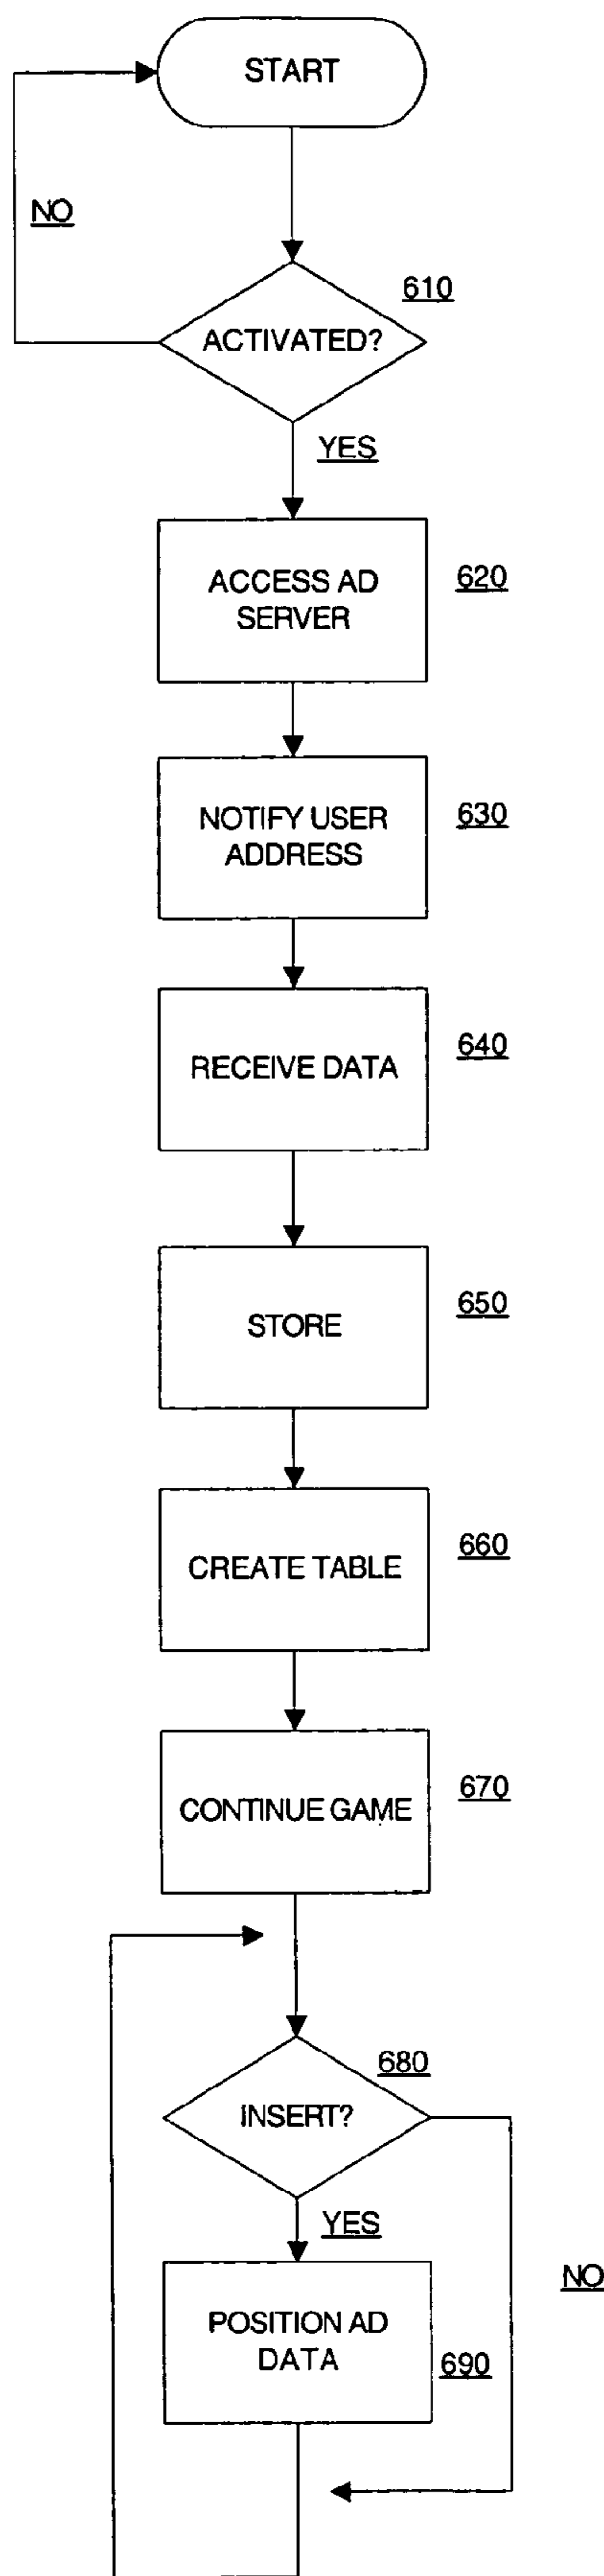 START
NO
610
ACTIVATED?
YES
ACCESS AD
SERVER
620
NOTIFY USER
ADDRESS
630
RECEIVE DATA
640
STORE
650
CREATE TABLE
660
CONTINUE GAME
670
680
INSERT?
YES
NO
POSITION AD
DATA
690